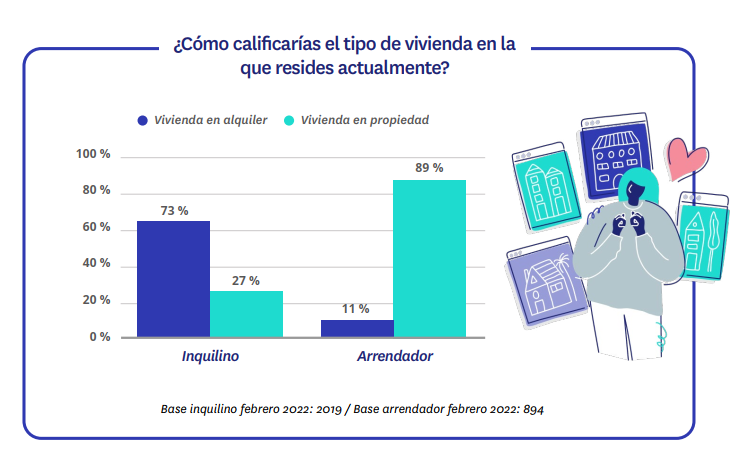 ¿Cómo calificarías el tipo de vivienda en la
que resides actualmente?
Vivienda en alquiler
Vivienda en propiedad
100 %
80 %
60 %
40 %
20 %
0 %
73 %
27 %
11 %
89 %
Inquilino
Arrendador
Base inquilino febrero 2022: 2019 / Base arrendador febrero 2022: 894